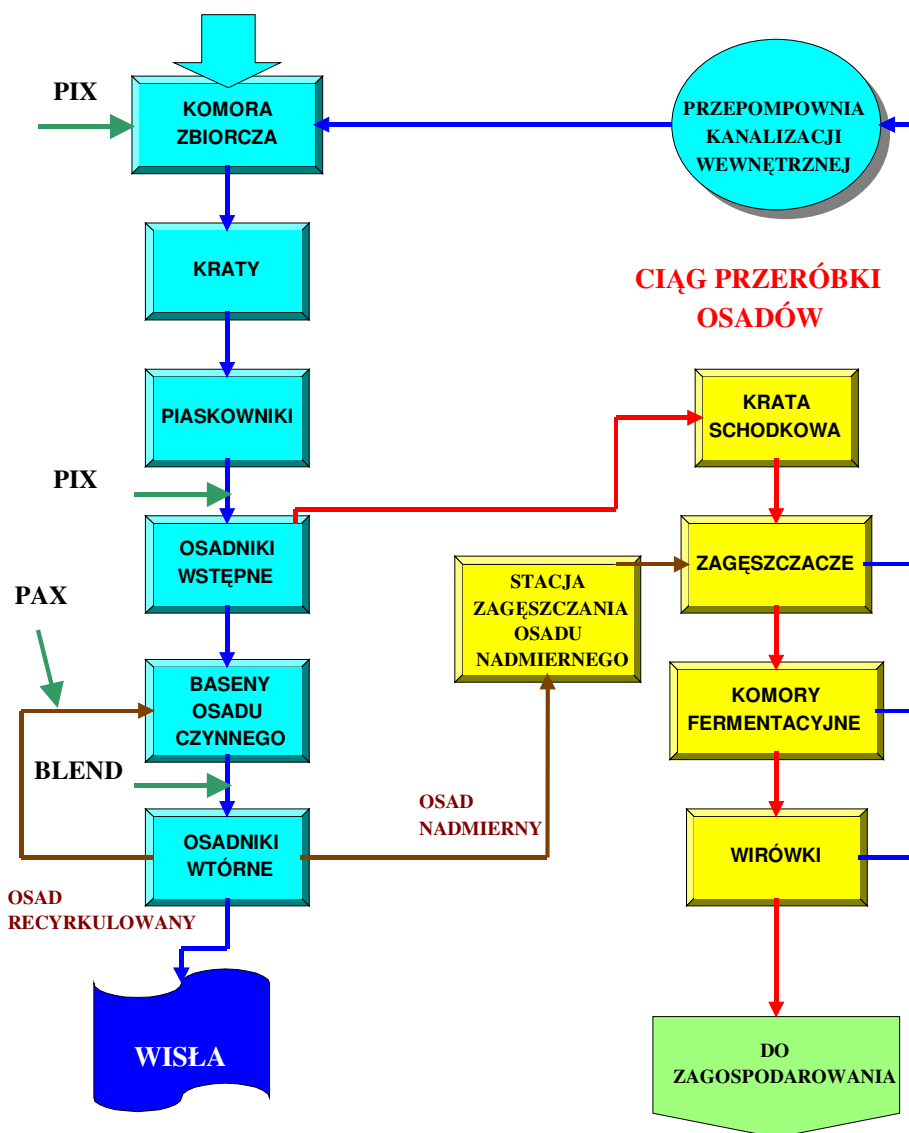 PIX
KOMORA
ZBIORCZA
PRZEPOMPOWNIA
KANALIZACJI
WEWNĘTRZNEJ
KRATY
CIĄG PRZERÓBKI
OSADÓW
PIASKOWNIKI
KRATA
SCHODKOWA
PIX
OSADNIKI
WSTĘPNE
STACJA
ZAGĘSZCZANIA
OSADU
NADMIERNEGO
ZAGĘSZCZACZE
PAX
BASENY
OSADU
CZYNNEGO
KOMORY
FERMENTACYJNE
BLEND
OSAD
NADMIERNY
OSADNIKI
WTÓRNE
WIRÓWKI
OSAD
RECYRKULOWANY
WISŁA
DO
ZAGOSPODAROWANIA